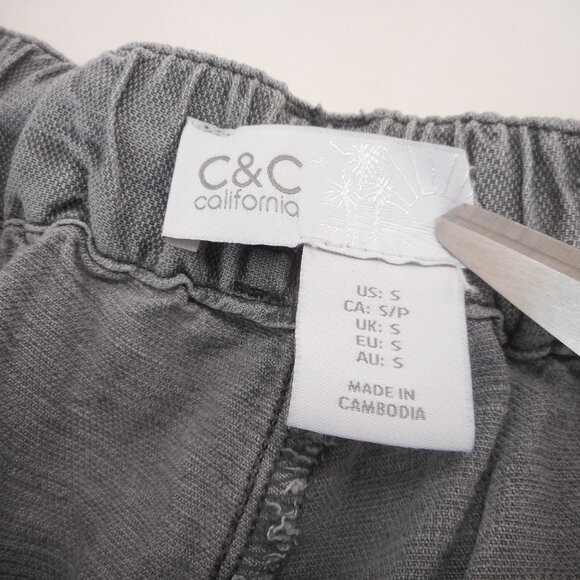 C&C
california
US: S
CA: S/P
UK: S
EU: S
AU: S
MADE IN
CAMBODIA